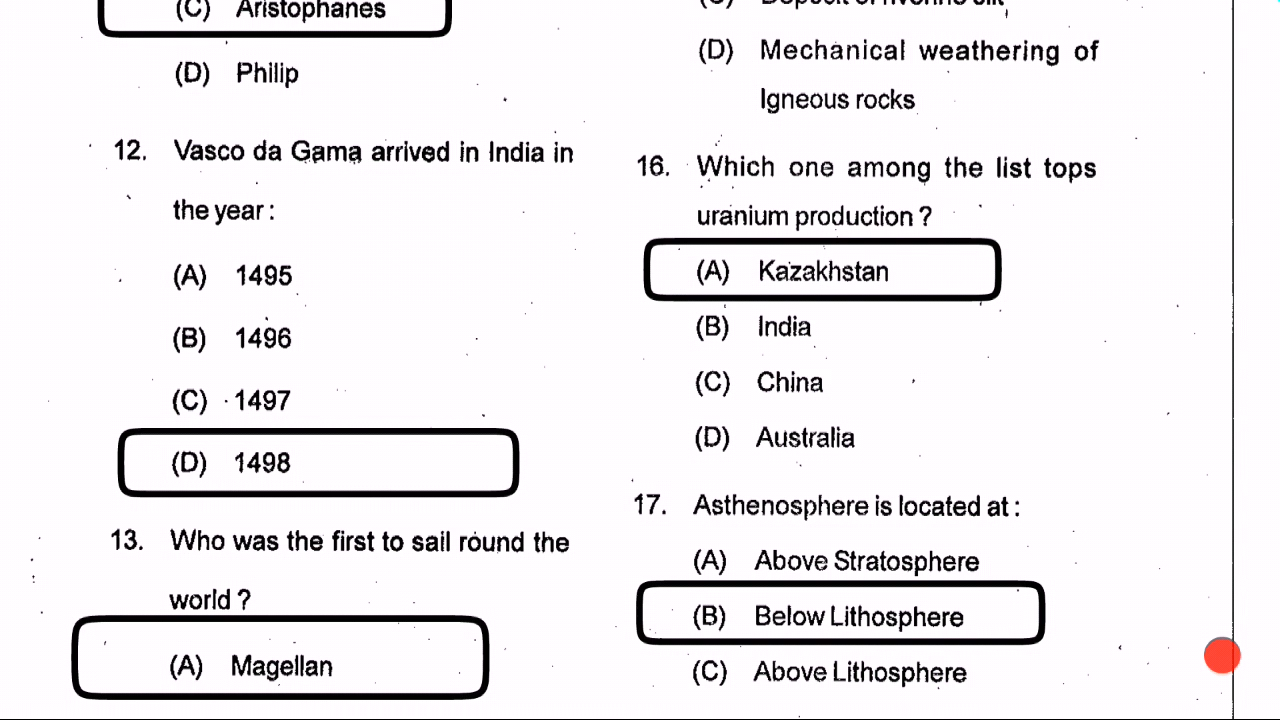 (C) Aristophanes
(D) Philip
12. Vasco da Gama arrived in India in
the year :
(A) 1495
(B) 1496
(C) 1497
(D) 1498
13. Who was the first to sail round the
world ?
(A) Magellan
(D) Mechanical weathering of
Igneous rocks
16. Which one among the list tops
uranium production ?
(A) Kazakhstan
(B) India
(C) China
(D) Australia
17. Asthenosphere is located at :
(A) Above Stratosphere
(B) Below Lithosphere
(C) Above Lithosphere